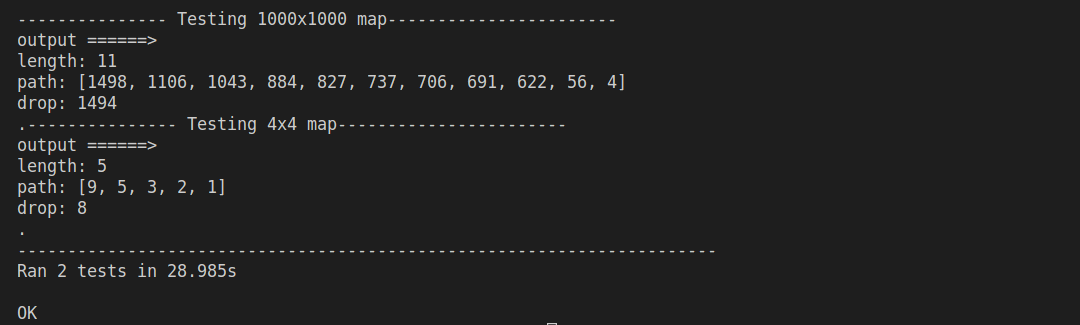 --------------- Testing 1000x1000 map-----------------------
output ======>
length: 11
path: [1498, 1106, 1043, 884, 827, 737, 706, 691, 622, 56, 4]
drop: 1494
.--------------- Testing 4x4 map-----------------------
output ======>
length: 5
path: [9, 5, 3, 2, 1]
drop: 8
.
----------------------------------------------------------------------
Ran 2 tests in 28.985s
OK